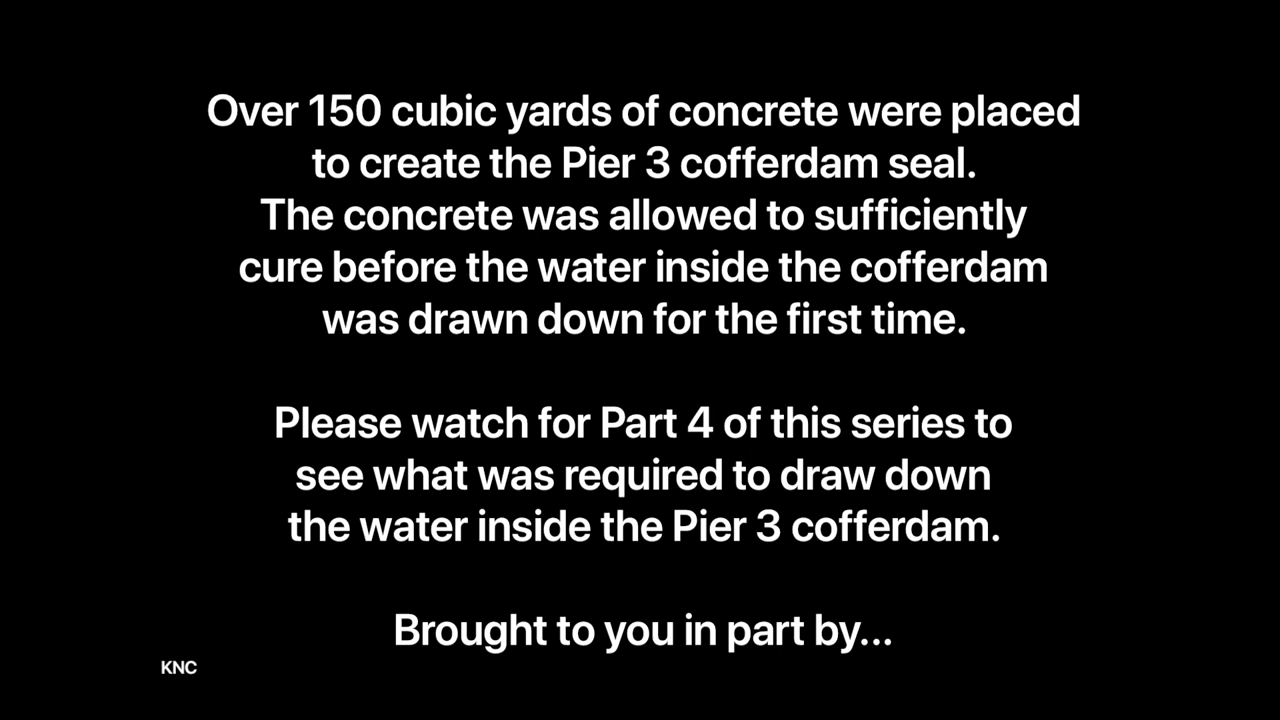 Over 150 cubic yards of concrete were placed
to create the Pier 3 cofferdam seal.
The concrete was allowed to sufficiently
cure before the water inside the cofferdam
was drawn down for the first time.
Please watch for Part 4 of this series to
see what was required to draw down
the water inside the Pier 3 cofferdam.
Brought to you in part by...
KNC